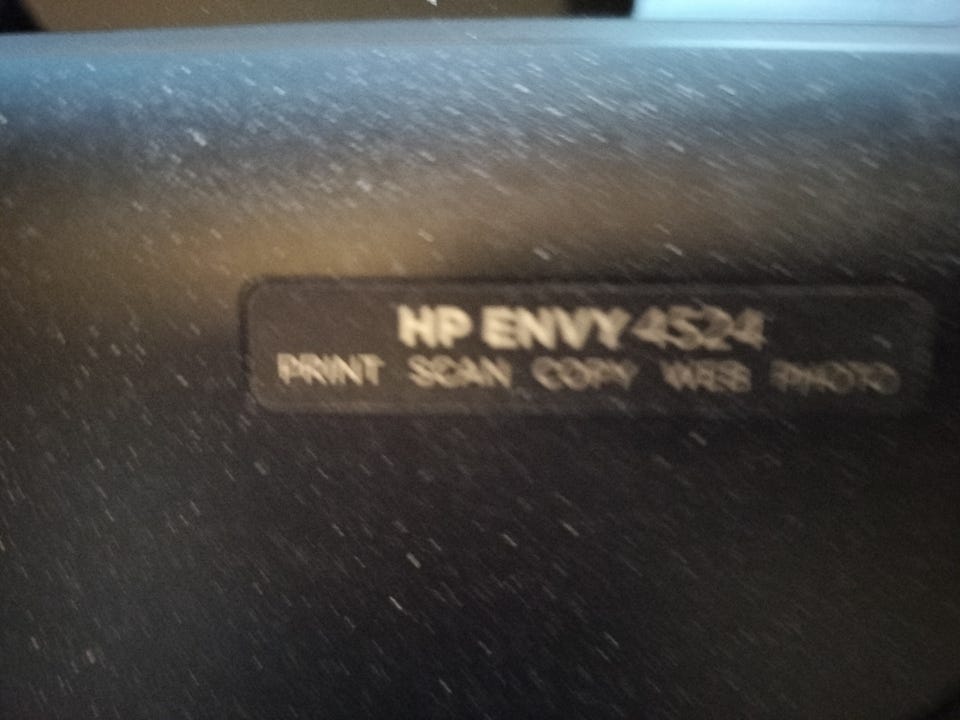 HP ENVY 4524
PRINT SCAN COPY WEB PHOTO